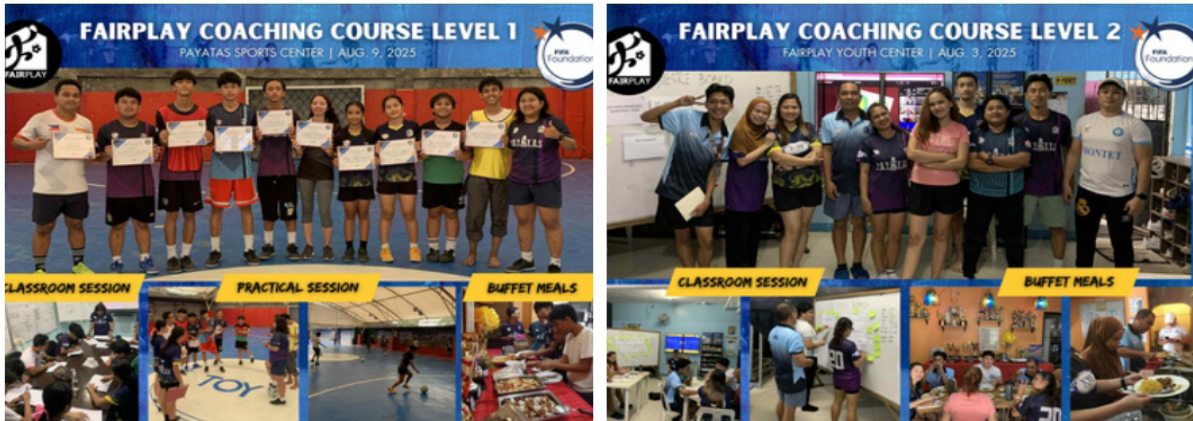 FAIRPLAY COACHING COURSE LEVEL 1
PAYATAS SPORTS CENTER | AUG. 9, 2025
FAIRPLAY
FIFA
Foundation
CLASSROOM SESSION
PRACTICAL SESSION
BUFFET MEALS
TOY
FAIRPLAY COACHING COURSE LEVEL 2
FAIRPLAY YOUTH CENTER | AUG. 3, 2025
FAIRPLAY
FIFA
Foundation
MONTET
CLASSROOM SESSION
BUFFET MEALS
20
20